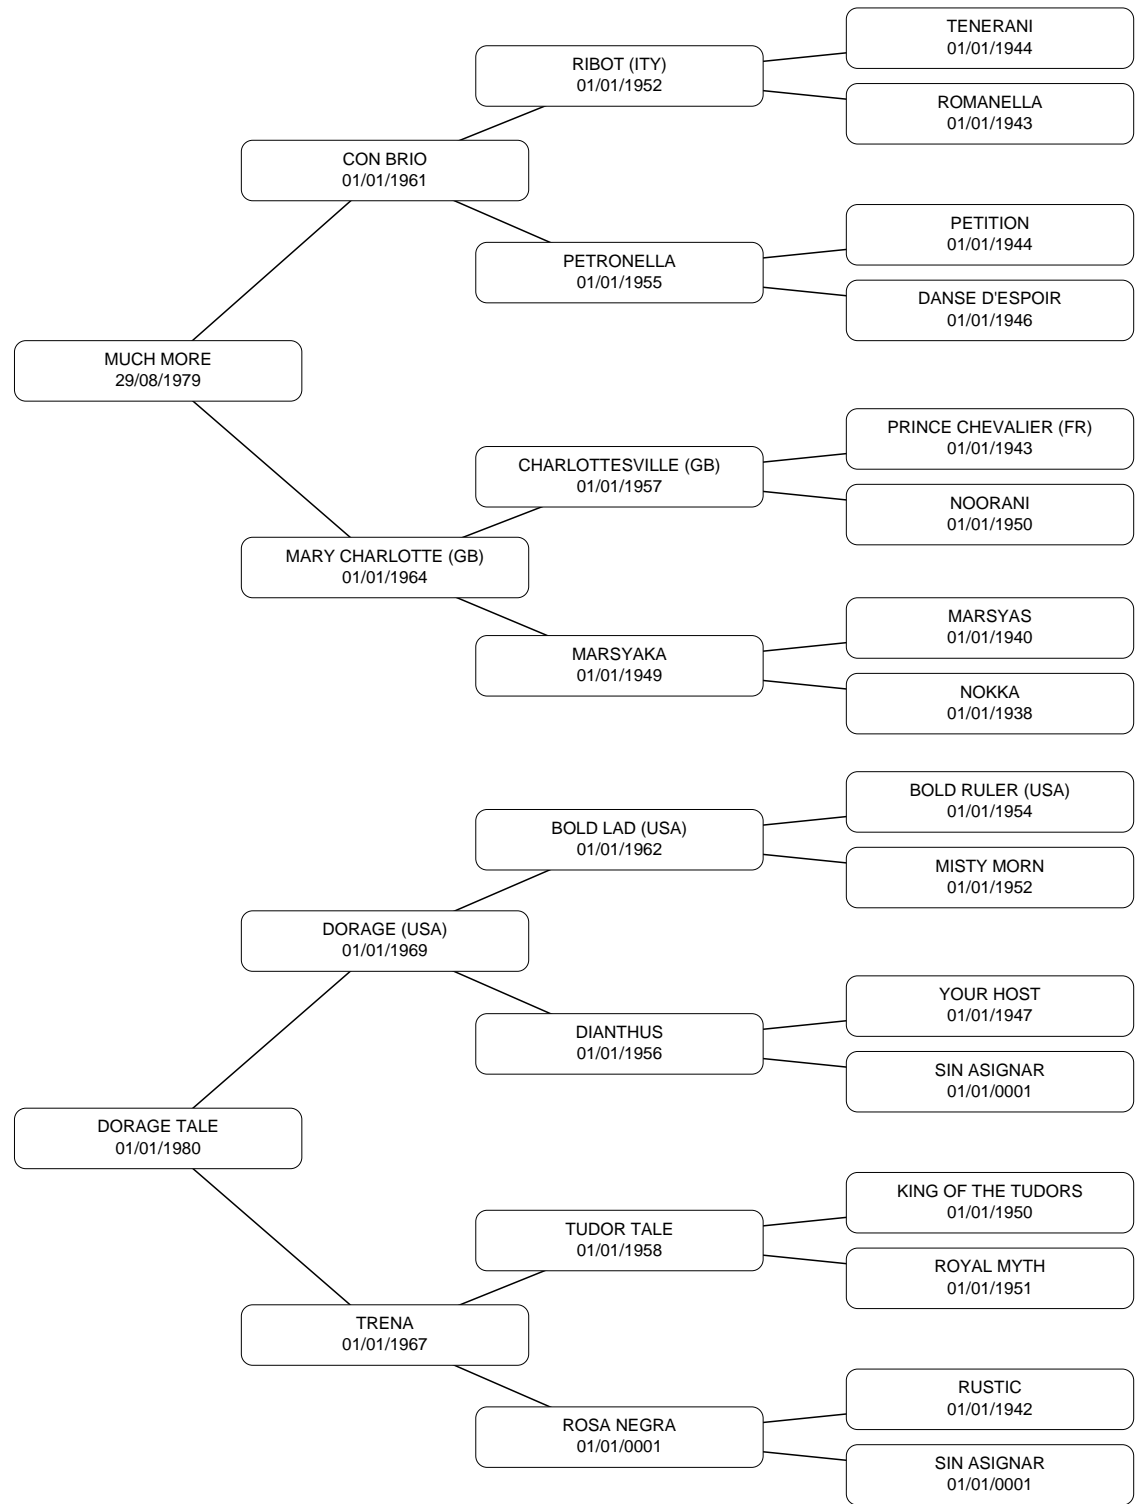 TENERANI
01/01/1944
RIBOT (ITY)
01/01/1952
ROMANELLA
01/01/1943
CON BRIO
01/01/1961
PETITION
01/01/1944
PETRONELLA
01/01/1955
DANSE D'ESPOIR
01/01/1946
MUCH MORE
29/08/1979
PRINCE CHEVALIER (FR)
01/01/1943
CHARLOTTESVILLE (GB)
01/01/1957
NOORANI
01/01/1950
MARY CHARLOTTE (GB)
01/01/1964
MARSYAS
01/01/1940
MARSYAKA
01/01/1949
NOKKA
01/01/1938
BOLD RULER (USA)
01/01/1954
BOLD LAD (USA)
01/01/1962
MISTY MORN
01/01/1952
DORAGE (USA)
01/01/1969
YOUR HOST
01/01/1947
DIANTHUS
01/01/1956
SIN ASIGNAR
01/01/0001
DORAGE TALE
01/01/1980
KING OF THE TUDORS
01/01/1950
TUDOR TALE
01/01/1958
ROYAL MYTH
01/01/1951
TRENA
01/01/1967
RUSTIC
01/01/1942
ROSA NEGRA
01/01/0001
SIN ASIGNAR
01/01/0001